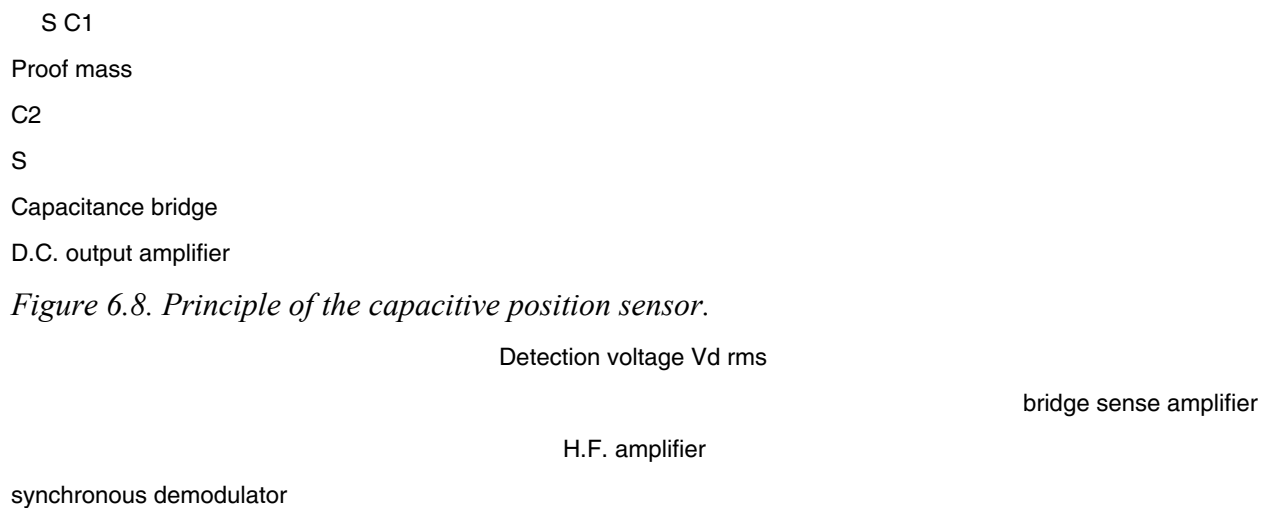 S C1
Proof mass
C2
S
Capacitance bridge
D.C. output amplifier
Figure 6.8. Principle of the capacitive position sensor.
Detection voltage Vd rms
bridge sense amplifier
H.F. amplifier
synchronous demodulator